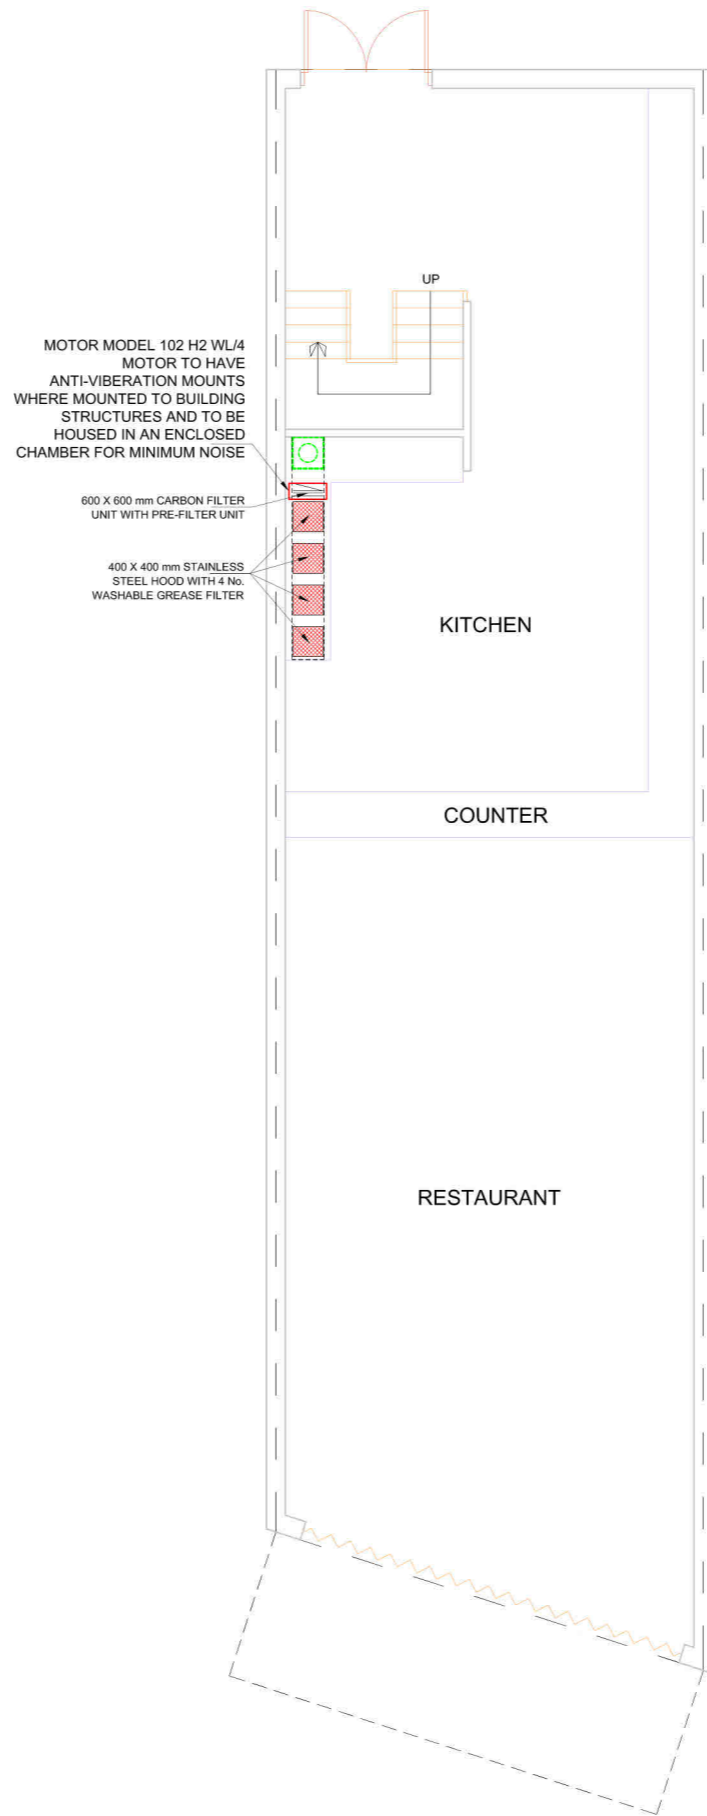 UP
MOTOR MODEL 102 H2 WL/4
MOTOR TO HAVE
ANTI-VIBERATION MOUNTS
WHERE MOUNTED TO BUILDING
STRUCTURES AND TO BE
HOUSED IN AN ENCLOSED
CHAMBER FOR MINIMUM NOISE
600 X 600 mm CARBON FILTER
UNIT WITH PRE-FILTER UNIT
400 X 400 mm STAINLESS
STEEL HOOD WITH 4 No.
WASHABLE GREASE FILTER
KITCHEN
COUNTER
RESTAURANT